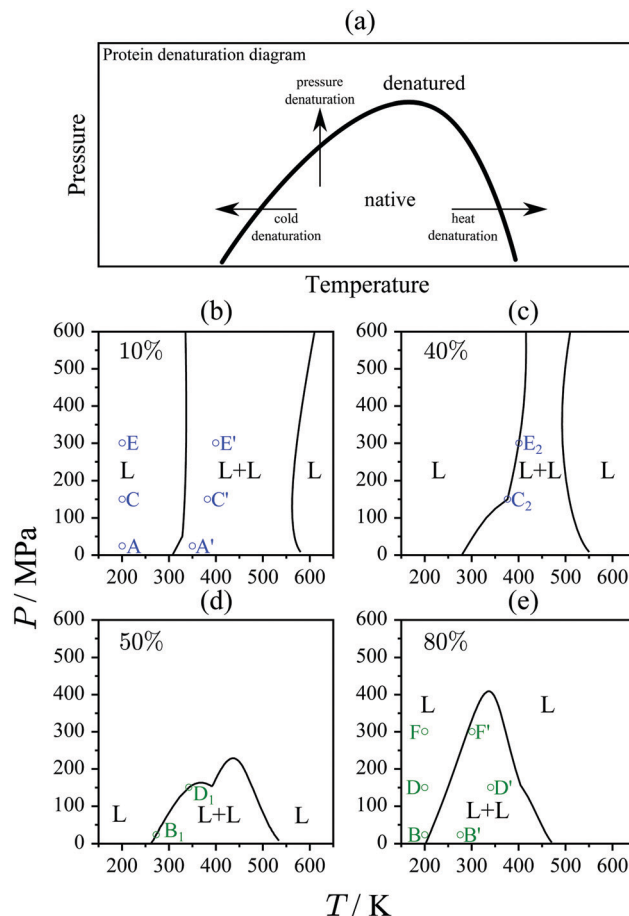 (a)
Protein denaturation diagram
pressure
denaturation
denatured
native
cold
denaturation
heat
denaturation
Pressure
Temperature
(b)
(c)
600
10%
500
400
300
200
100
0
E
E'
L
L+L
L
C
C'
A
A'
200 300 400 500 600
600
40%
500
400
300
200
100
0
E₂
L
L+L
L
C₂
200 300 400 500 600
P / MPa
(d)
(e)
600
50%
500
400
300
200
100
0
D₁
L
L+L
L
B₁
200 300 400 500 600
600
80%
500
400
300
200
100
0
L
L
F
F'
D
D'
L+L
B
B'
200 300 400 500 600
T / K